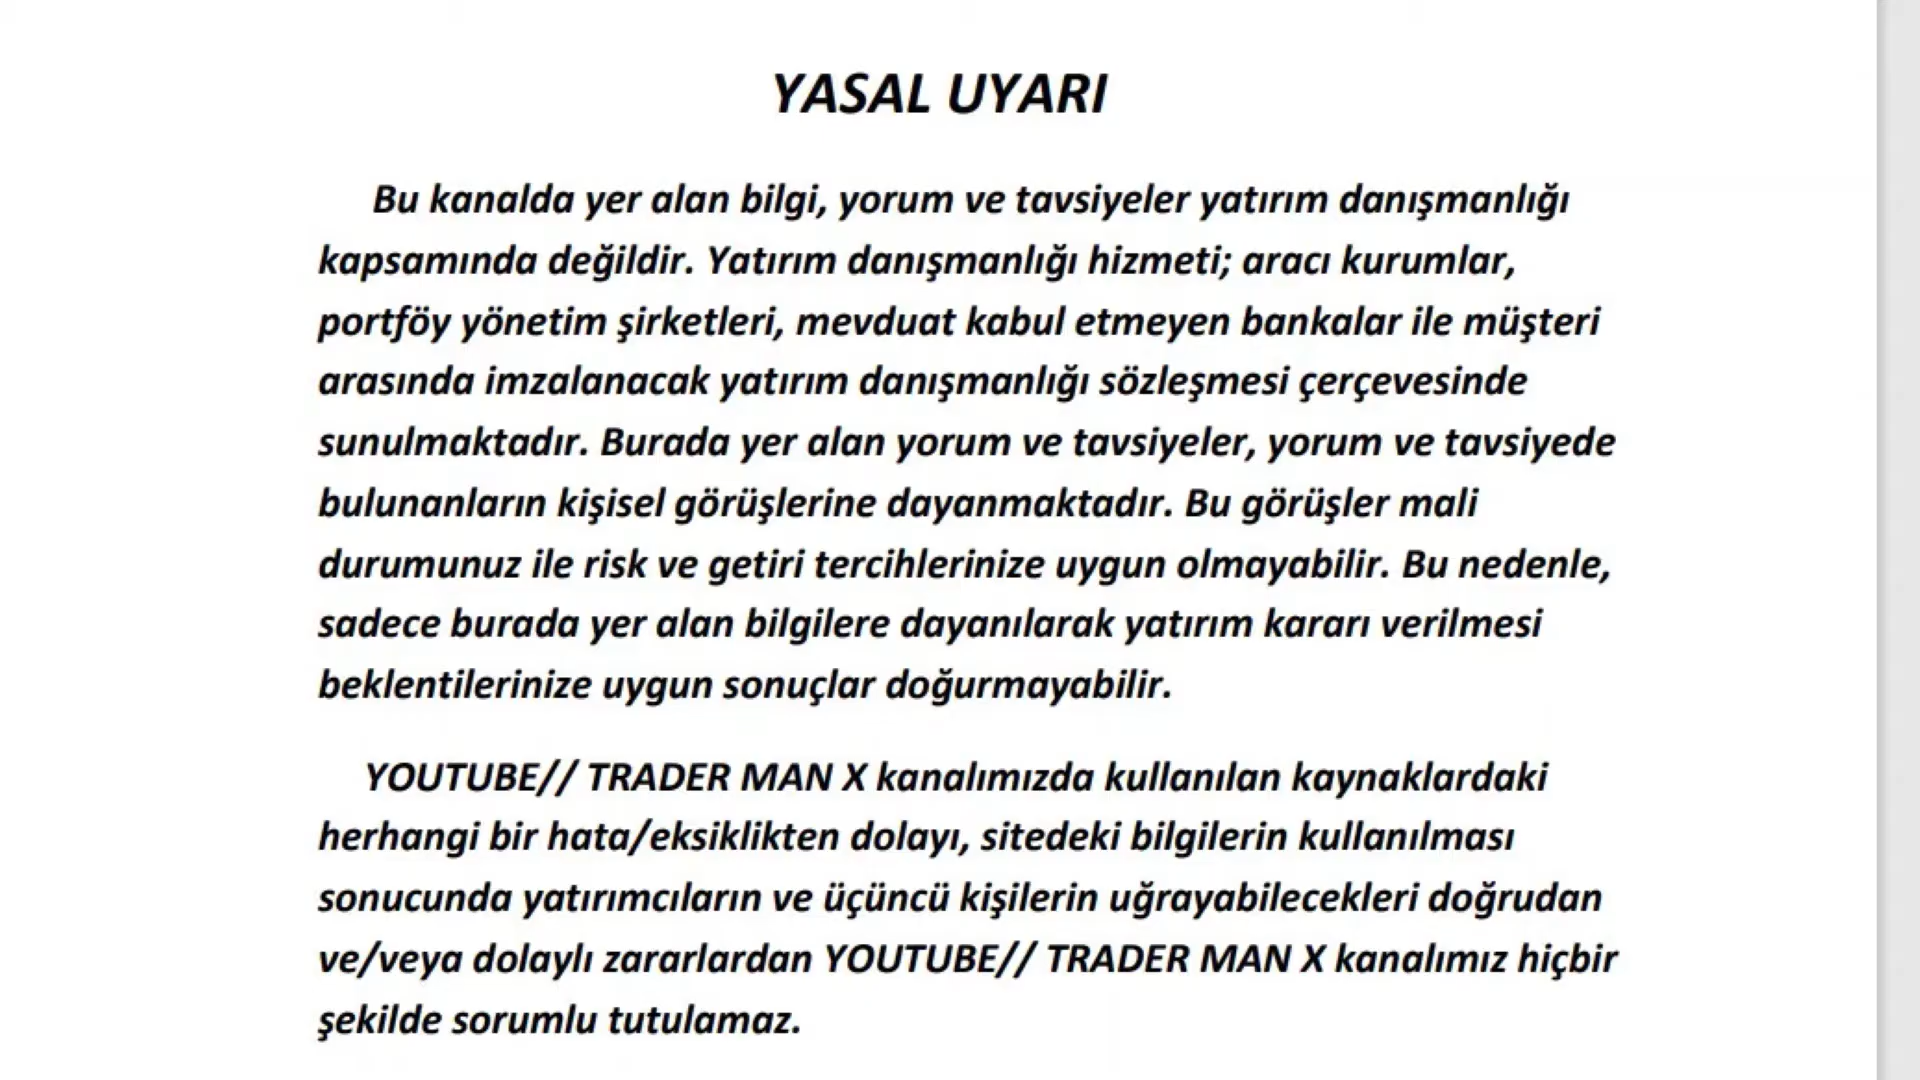 YASAL UYARI
Bu kanalda yer alan bilgi, yorum ve tavsiyeler yatırım danışmanlığı
kapsamında değildir. Yatırım danışmanlığı hizmeti; aracı kurumlar,
portföy yönetim şirketleri, mevduat kabul etmeyen bankalar ile müşteri
arasında imzalanacak yatırım danışmanlığı sözleşmesi çerçevesinde
sunulmaktadır. Burada yer alan yorum ve tavsiyeler, yorum ve tavsiyede
bulunanların kişisel görüşlerine dayanmaktadır. Bu görüşler mali
durumunuz ile risk ve getiri tercihlerinize uygun olmayabilir. Bu nedenle,
sadece burada yer alan bilgilere dayanılarak yatırım kararı verilmesi
beklentilerinize uygun sonuçlar doğurmayabilir.
YOUTUBE// TRADER MAN X kanalımızda kullanılan kaynaklardaki
herhangi bir hata/eksiklikten dolayı, sitedeki bilgilerin kullanılması
sonucunda yatırımcıların ve üçüncü kişilerin uğrayabilecekleri doğrudan
ve/veya dolaylı zararlardan YOUTUBE// TRADER MAN X kanalımız hiçbir
şekilde sorumlu tutulamaz.